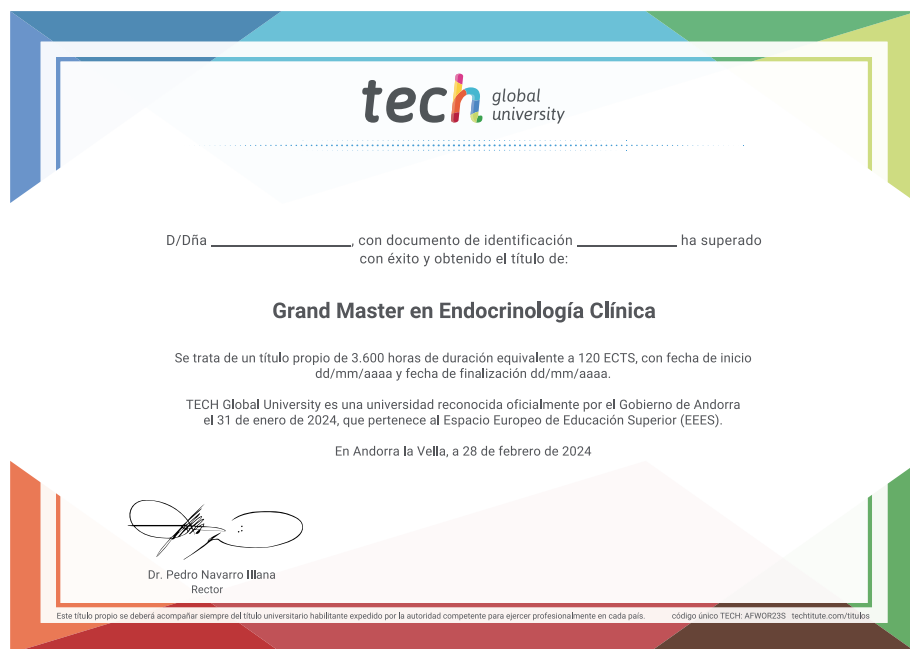 tech global university
D/Dña ____________________, con documento de identificación ______________ ha superado
con éxito y obtenido el título de:
Grand Master en Endocrinología Clínica
Se trata de un título propio de 3.600 horas de duración equivalente a 120 ECTS, con fecha de inicio
dd/mm/aaaa y fecha de finalización dd/mm/aaaa.
TECH Global University es una universidad reconocida oficialmente por el Gobierno de Andorra
el 31 de enero de 2024, que pertenece al Espacio Europeo de Educación Superior (EEES).
En Andorra la Vella, a 28 de febrero de 2024
Dr. Pedro Navarro Illana
Rector
Este título propio se deberá acompañar siempre del título universitario habilitante expedido por la autoridad competente para ejercer profesionalmente en cada país. código único TECH: AFWOR23S techtitute.com/titulos